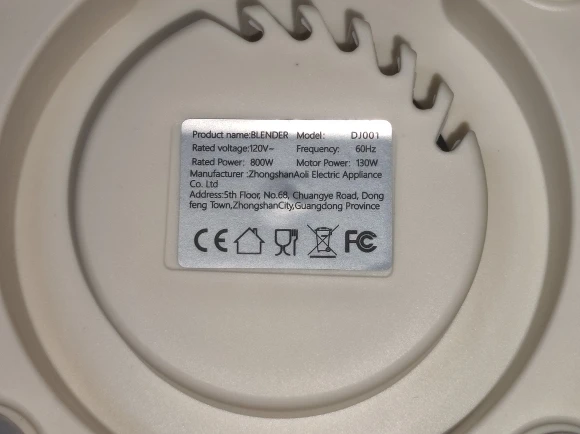 Product name:BLENDER Model: DJ001
Rated voltage:120V~ Frequency: 60Hz
Rated Power: 800W Motor Power: 130W
Manufacturer :ZhongshanAoli Electric Appliance
Co. Ltd
Address:5th Floor, No.68, Chuangye Road, Dong
feng Town,ZhongshanCity,Guangdong Province
CE FC